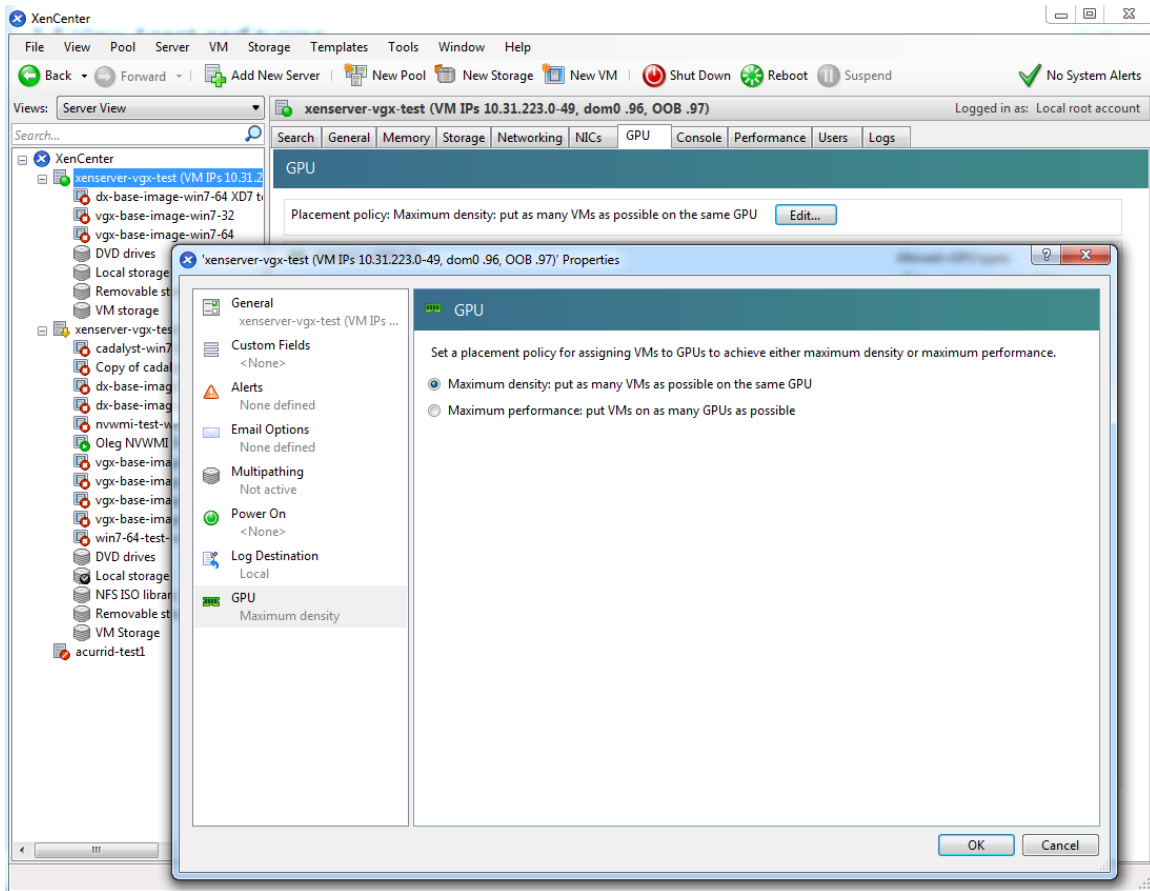 XenCenter
File View Pool Server VM Storage Templates Tools Window Help
Back Forward Add New Server New Pool New Storage New VM Shut Down Reboot Suspend No System Alerts
Views: Server View
xenserver-vgx-test (VM IPs 10.31.223.0-49, dom0 .96, OOB .97) Logged in as: Local root account
Search...
Search General Memory Storage Networking NICs GPU Console Performance Users Logs
XenCenter
xenserver-vgx-test (VM IPs 10.31.2
dx-base-image-win7-64 XD7 t
vgx-base-image-win7-32
vgx-base-image-win7-64
DVD drives
Local storage
Removable st
VM storage
xenserver-vgx-tes
cadalyst-win7
Copy of cadal
dx-base-imag
dx-base-imag
nvwmi-test-w
Oleg NVWMI
vgx-base-ima
vgx-base-ima
vgx-base-ima
vgx-base-ima
win7-64-test-
DVD drives
Local storage
NFS ISO librar
Removable st
VM Storage
acurrid-test1
GPU
Placement policy: Maximum density: put as many VMs as possible on the same GPU Edit...
'xenserver-vgx-test (VM IPs 10.31.223.0-49, dom0 .96, OOB .97)' Properties
General
xenserver-vgx-test (VM IPs ...
Custom Fields
<None>
Alerts
None defined
Email Options
None defined
Multipathing
Not active
Power On
<None>
Log Destination
Local
GPU
Maximum density
GPU
Set a placement policy for assigning VMs to GPUs to achieve either maximum density or maximum performance.
Maximum density: put as many VMs as possible on the same GPU
Maximum performance: put VMs on as many GPUs as possible
OK Cancel